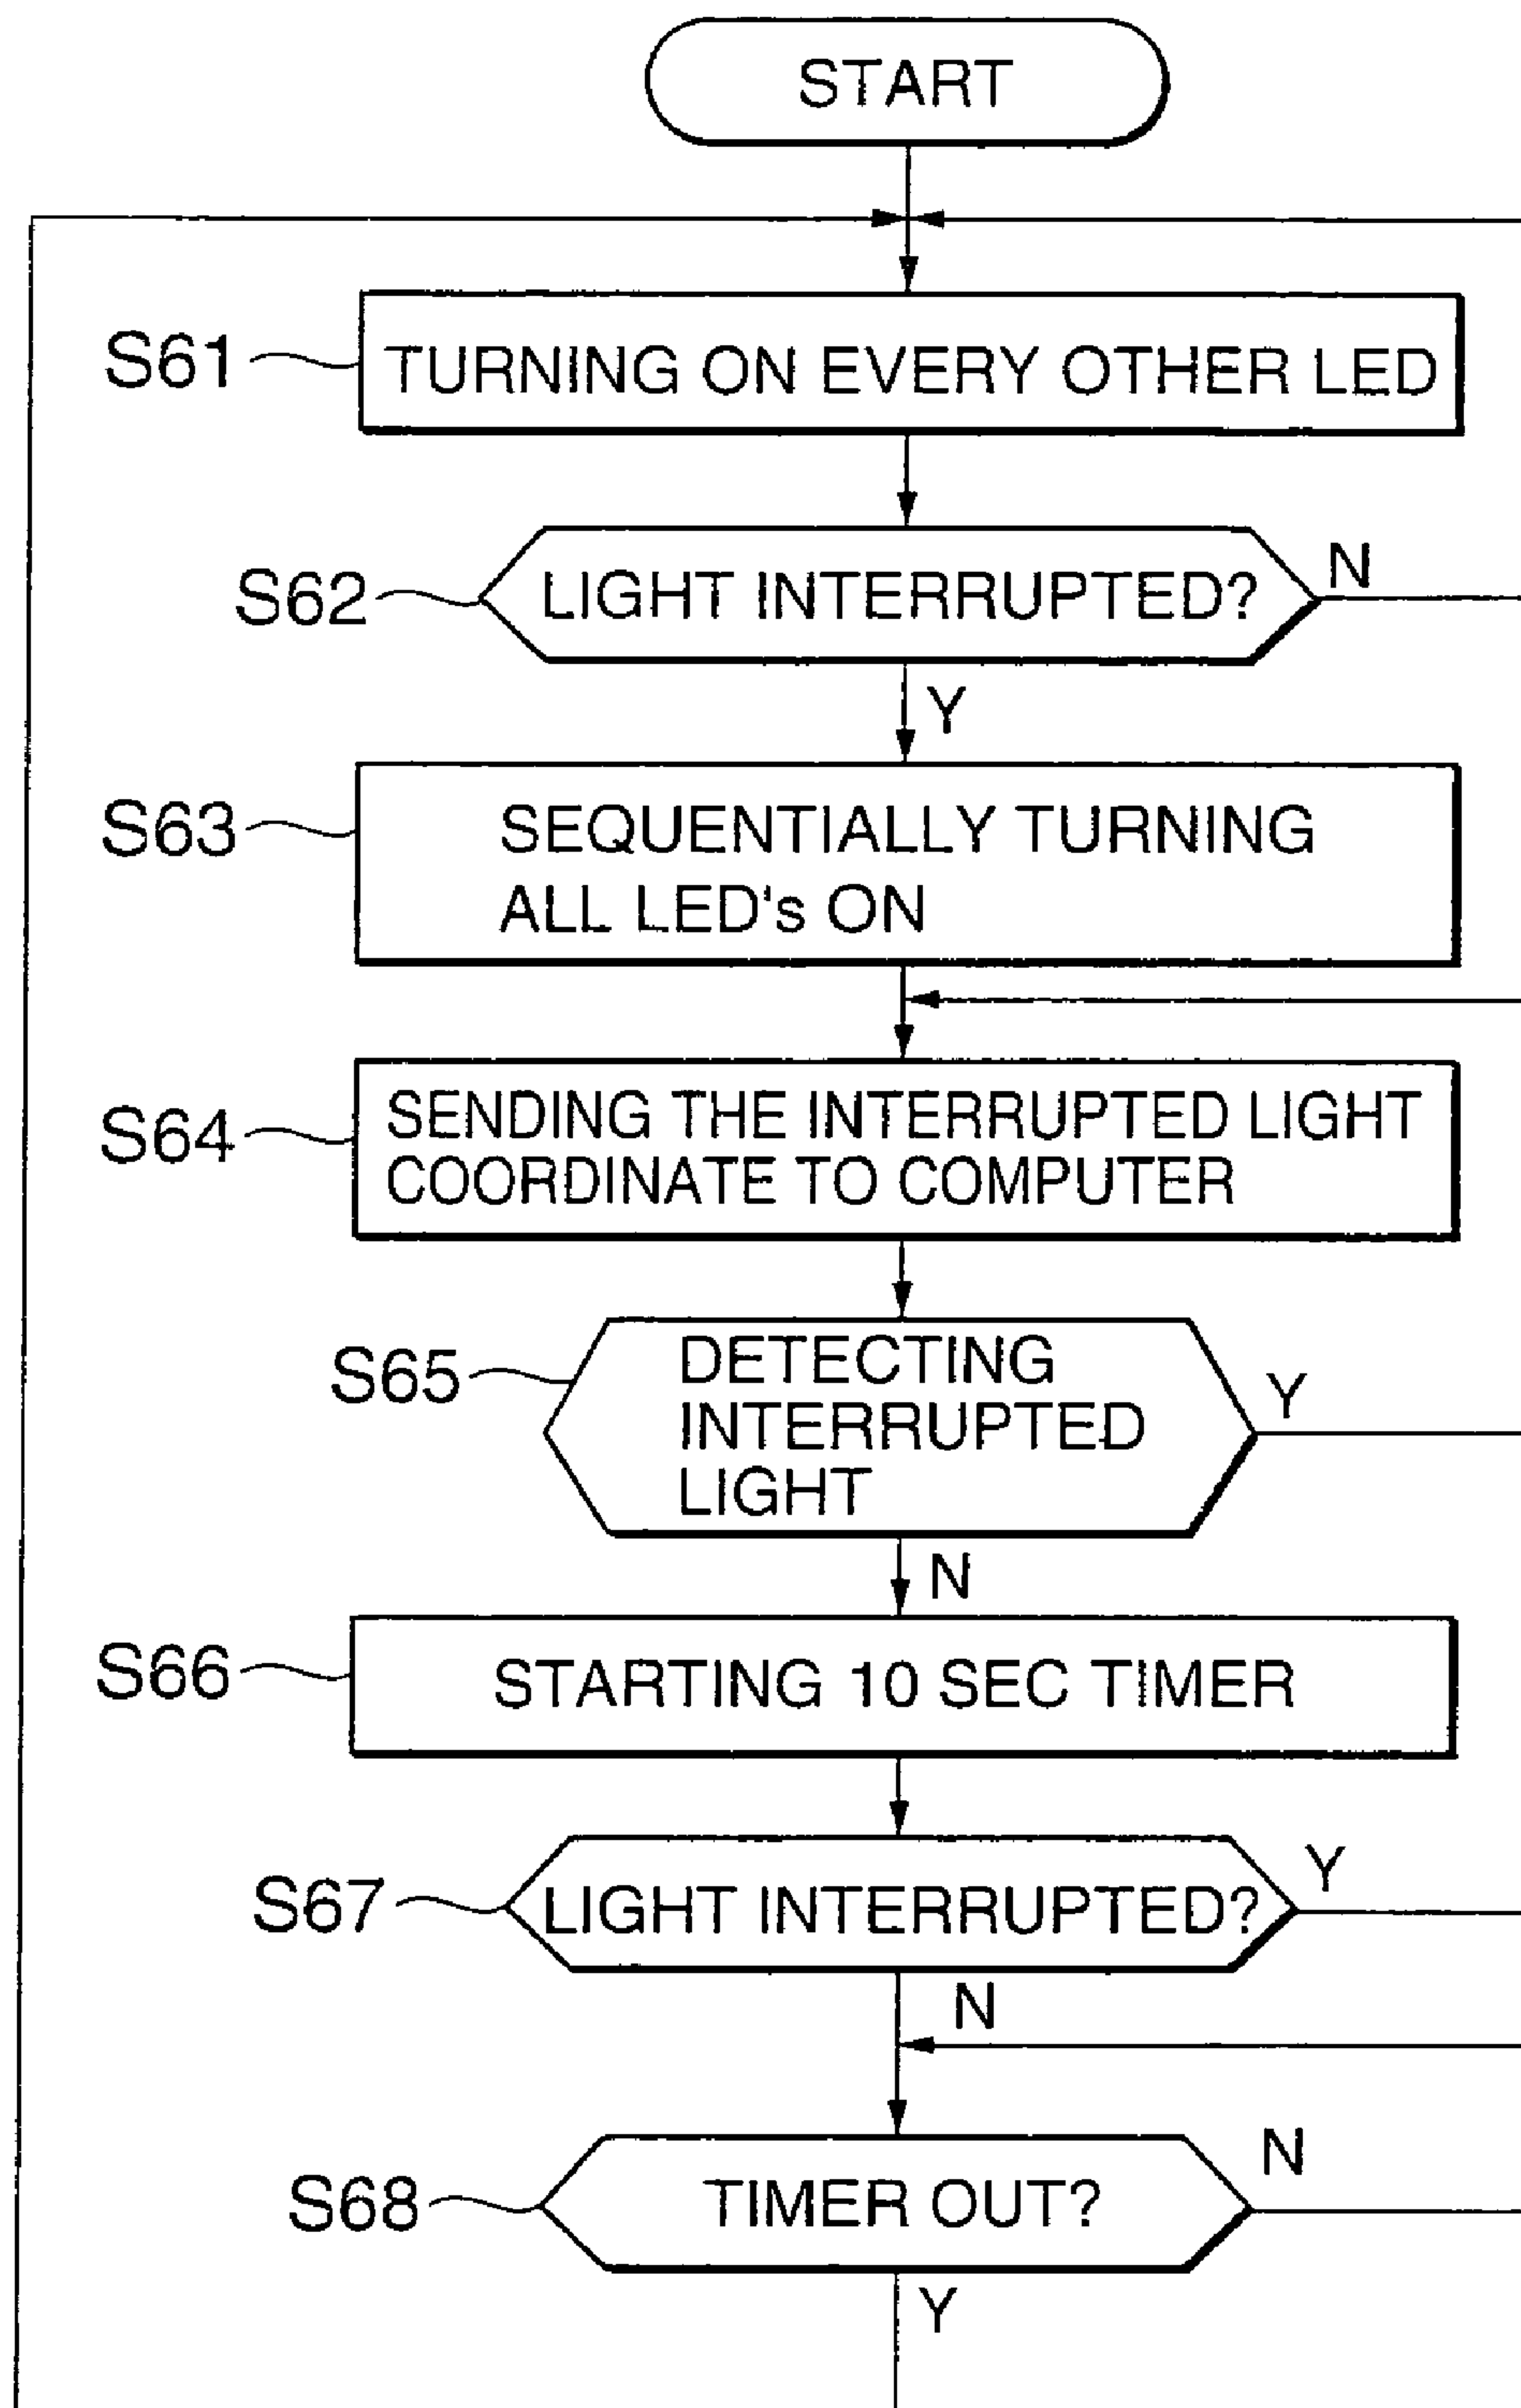 START
S61
TURNING ON EVERY OTHER LED
S62
LIGHT INTERRUPTED?
N
Y
S63
SEQUENTIALLY TURNING
ALL LED's ON
S64
SENDING THE INTERRUPTED LIGHT
COORDINATE TO COMPUTER
S65
DETECTING
INTERRUPTED
LIGHT
Y
N
S66
STARTING 10 SEC TIMER
S67
LIGHT INTERRUPTED?
Y
N
S68
TIMER OUT?
N
Y